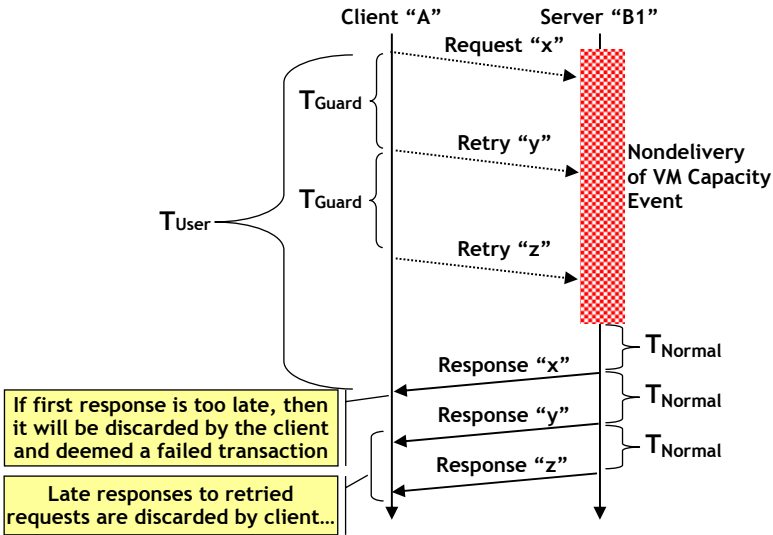 Client “A”
Server “B1”
Request “x”
TGuard
Retry “y”
Nondelivery
of VM Capacity
Event
TGuard
TUser
Retry “z”
TNormal
Response “x”
TNormal
If first response is too late, then
it will be discarded by the client
and deemed a failed transaction
Response “y”
TNormal
Response “z”
Late responses to retried
requests are discarded by client…